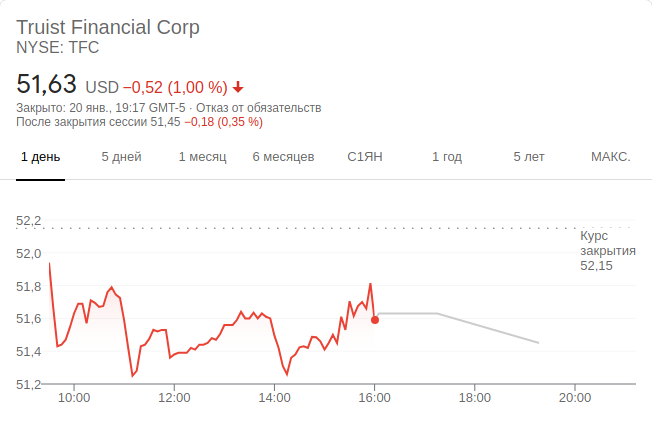 Truist Financial Corp
NYSE: TFC
51,63 USD −0,52 (1,00 %)
Закрыто: 20 янв., 19:17 GMT-5 · Отказ от обязательств
После закрытия сессии 51,45 −0,18 (0,35 %)
1 день 5 дней 1 месяц 6 месяцев С1ЯН 1 год 5 лет МАКС.
52,2
Курс
закрытия
52,15
52,0
51,8
51,6
51,4
51,2
10:00 12:00 14:00 16:00 18:00 20:00